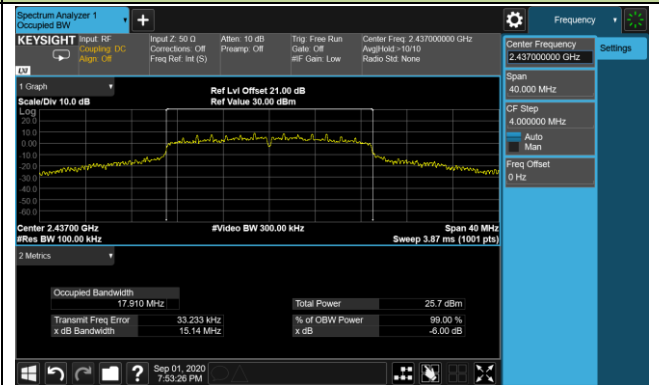 Spectrum Analyzer 1
Occupied BW
Frequency
KEYSIGHT
Input: RF
Coupling: DC
Align: Off
Input Z: 50 Ω
Corrections: Off
Freq Ref: Int (S)
Atten: 10 dB
Preamp: Off
Trig: Free Run
Gate: Off
#IF Gain: Low
Center Freq: 2.437000000 GHz
Avg|Hold:>10/10
Radio Std: None
LXI
Center Frequency
2.437000000 GHz
Settings
Span
40.000 MHz
CF Step
4.000000 MHz
Auto
Man
Freq Offset
0 Hz
1 Graph
Scale/Div 10.0 dB
Ref Lvl Offset 21.00 dB
Ref Value 30.00 dBm
Log
20.0
10.0
0.00
-10.0
-20.0
-30.0
-40.0
-50.0
-60.0
Center 2.43700 GHz
#Res BW 100.00 kHz
#Video BW 300.00 kHz
Span 40 MHz
Sweep 3.87 ms (1001 pts)
2 Metrics
Occupied Bandwidth
17.910 MHz
Total Power 25.7 dBm
Transmit Freq Error 33.233 kHz
% of OBW Power 99.00 %
x dB Bandwidth 15.14 MHz
x dB -6.00 dB
Sep 01, 2020
7:53:26 PM